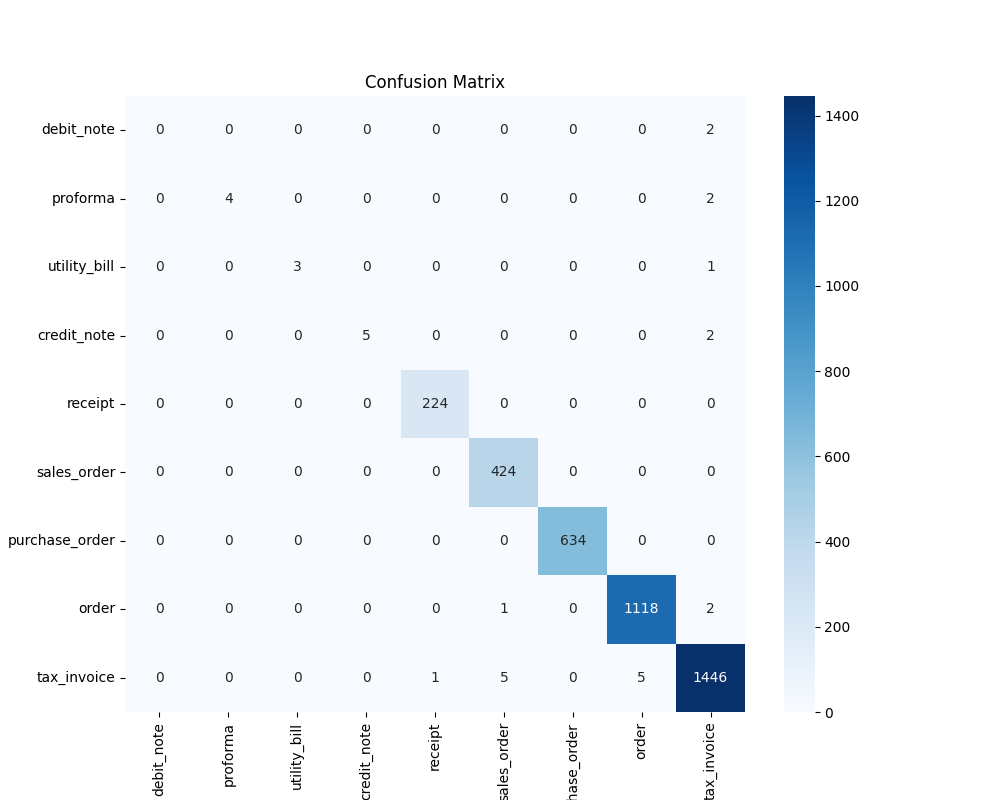 Confusion Matrix
debit_note 0 0 0 0 0 0 0 0 2
proforma 0 4 0 0 0 0 0 0 2
utility_bill 0 0 3 0 0 0 0 0 1
credit_note 0 0 0 5 0 0 0 0 2
receipt 0 0 0 0 224 0 0 0 0
sales_order 0 0 0 0 0 424 0 0 0
purchase_order 0 0 0 0 0 0 634 0 0
order 0 0 0 0 0 1 0 1118 2
tax_invoice 0 0 0 0 1 5 0 5 1446
debit_note
proforma
utility_bill
credit_note
receipt
sales_order
hase_order
order
tax_invoice
1400
1200
1000
800
600
400
200
0